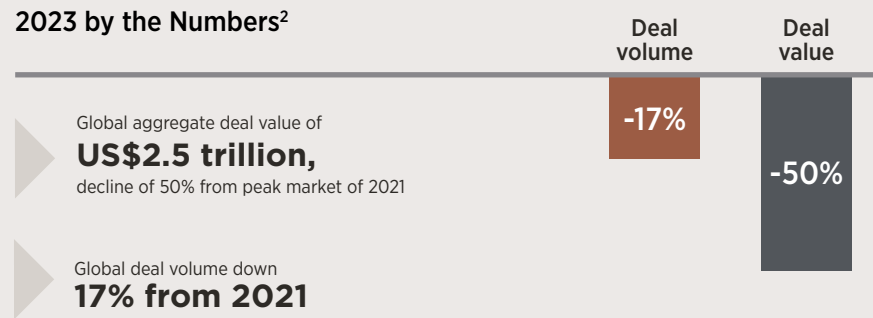 2023 by the Numbers²
Deal
volume
Deal
value
Global aggregate deal value of
US$2.5 trillion,
decline of 50% from peak market of 2021
Global deal volume down
17% from 2021
-17%
-50%